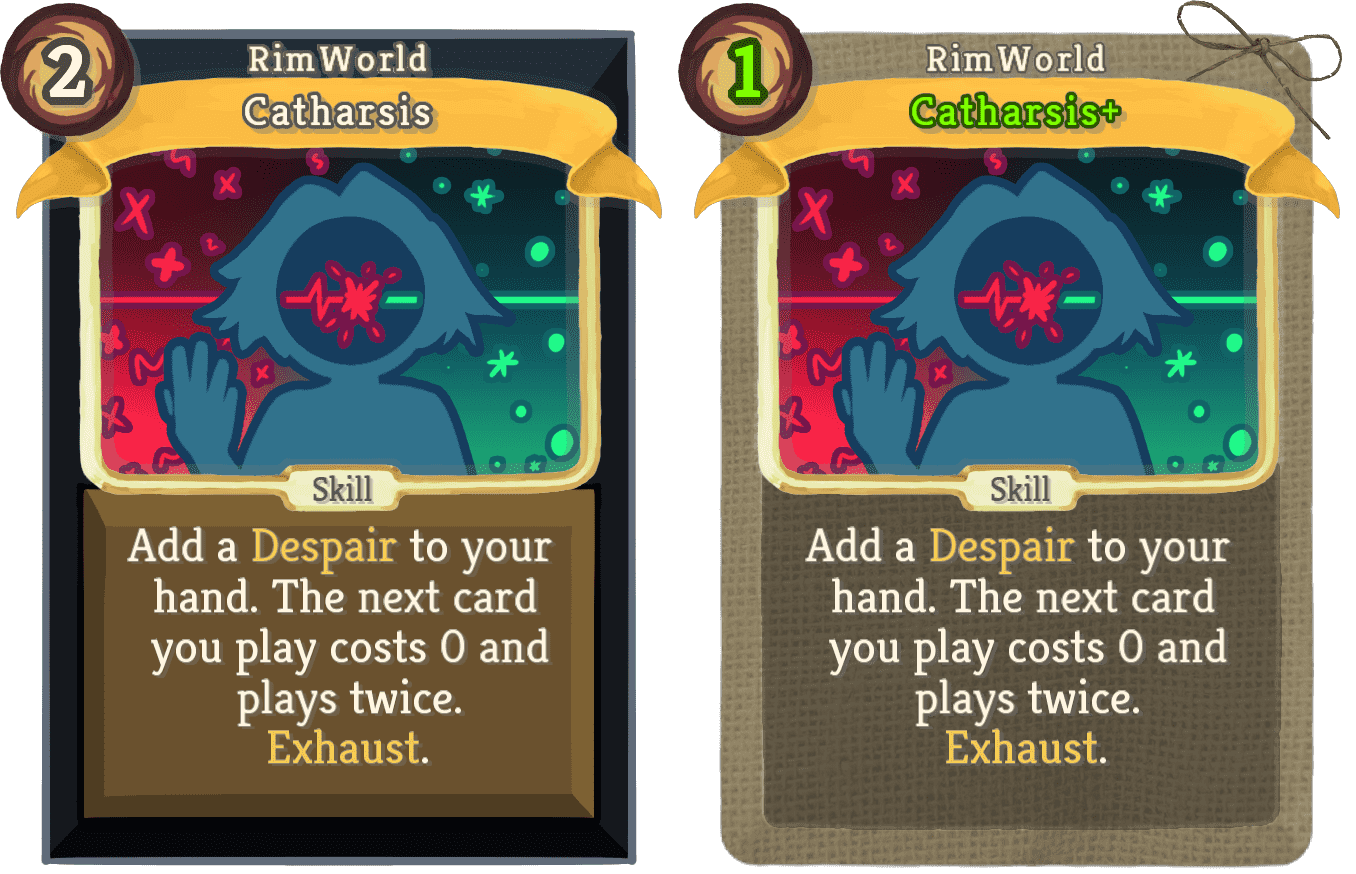 2
RimWorld
Catharsis
Skill
Add a Despair to your
hand. The next card
you play costs 0 and
plays twice.
Exhaust.
1
RimWorld
Catharsis+
Skill
Add a Despair to your
hand. The next card
you play costs 0 and
plays twice.
Exhaust.